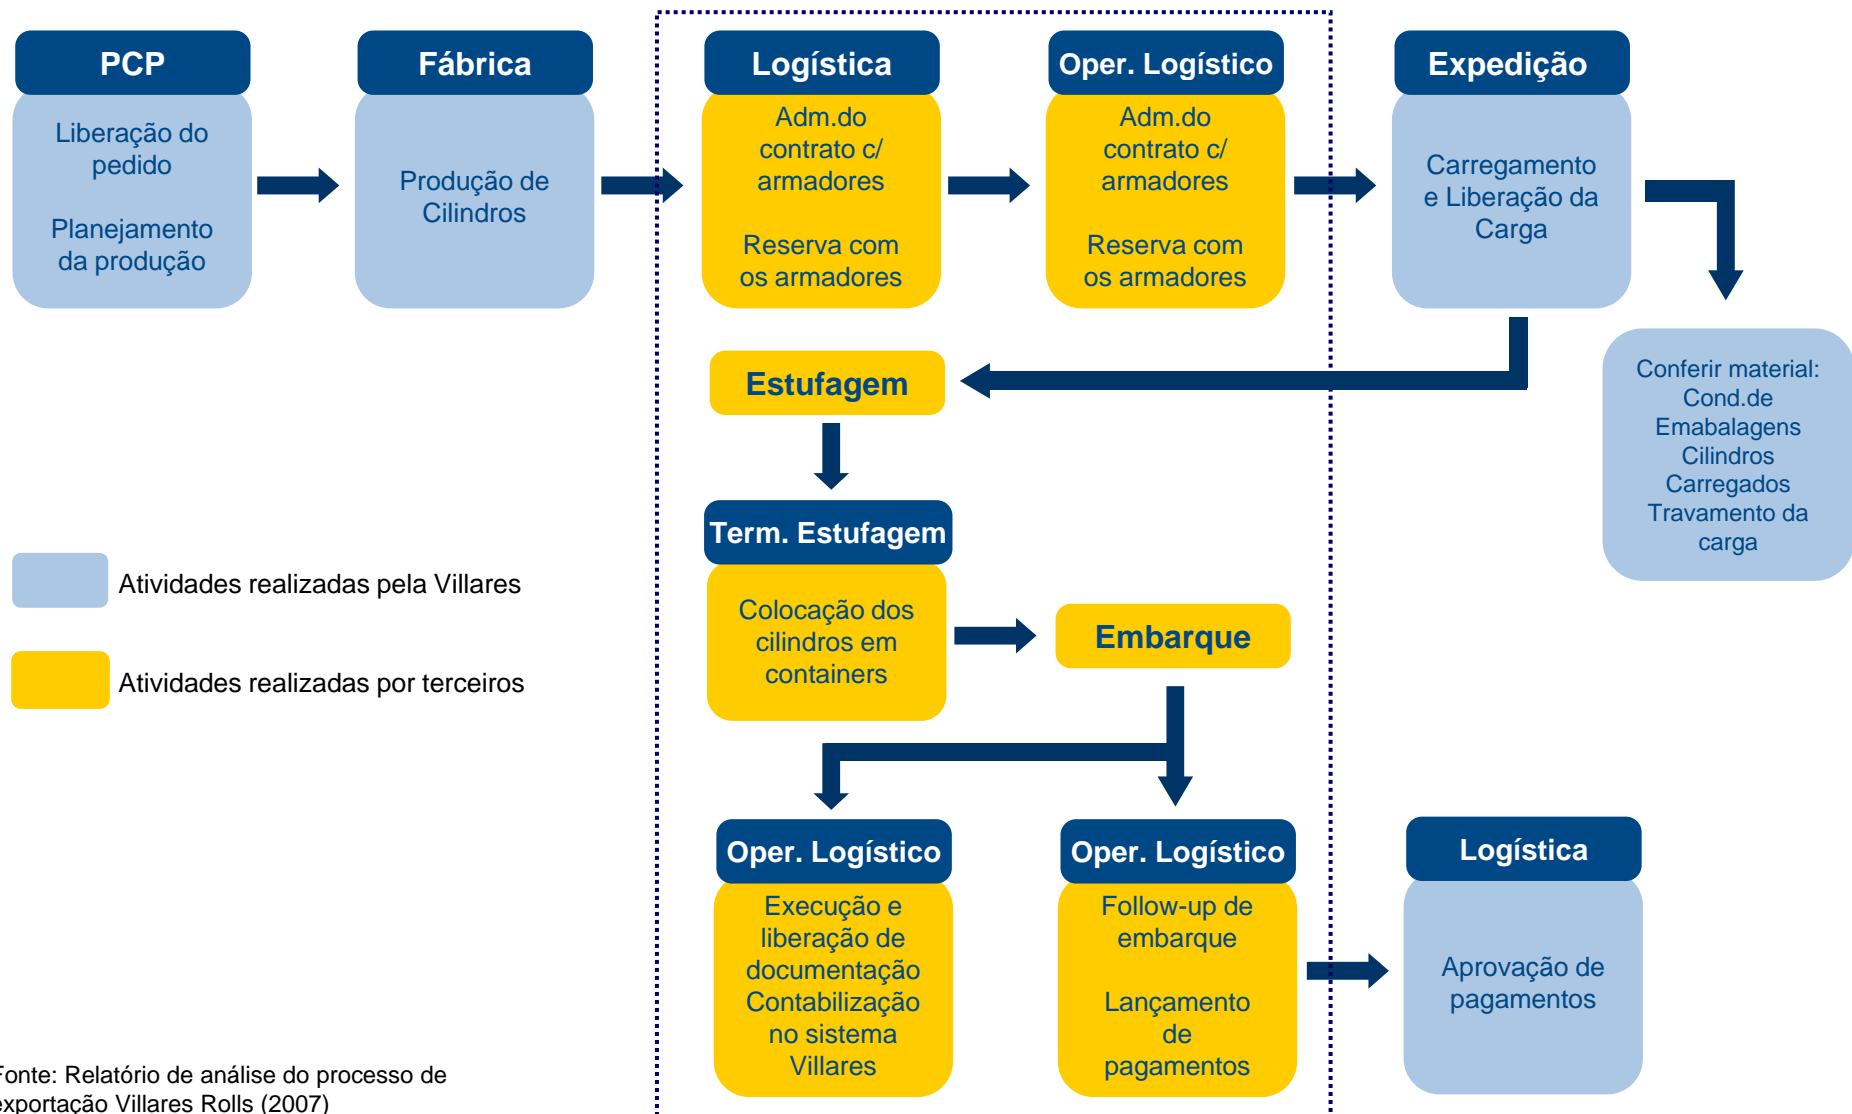 PCP
Liberação do
pedido
Planejamento
da produção
Fábrica
Produção de
Cilindros
Logística
Adm.do
contrato c/
armadores
Reserva com
os armadores
Oper. Logístico
Adm.do
contrato c/
armadores
Reserva com
os armadores
Expedição
Carregamento
e Liberação da
Carga
Conferir material:
Cond.de
Emabalagens
Cilindros
Carregados
Travamento da
carga
Estufagem
Term. Estufagem
Colocação dos
cilindros em
containers
Embarque
Atividades realizadas pela Villares
Atividades realizadas por terceiros
Oper. Logístico
Execução e
liberação de
documentação
Contabilização
no sistema
Villares
Oper. Logístico
Follow-up de
embarque
Lançamento
de
pagamentos
Logística
Aprovação de
pagamentos
Fonte: Relatório de análise do processo de
exportação Villares Rolls (2007)